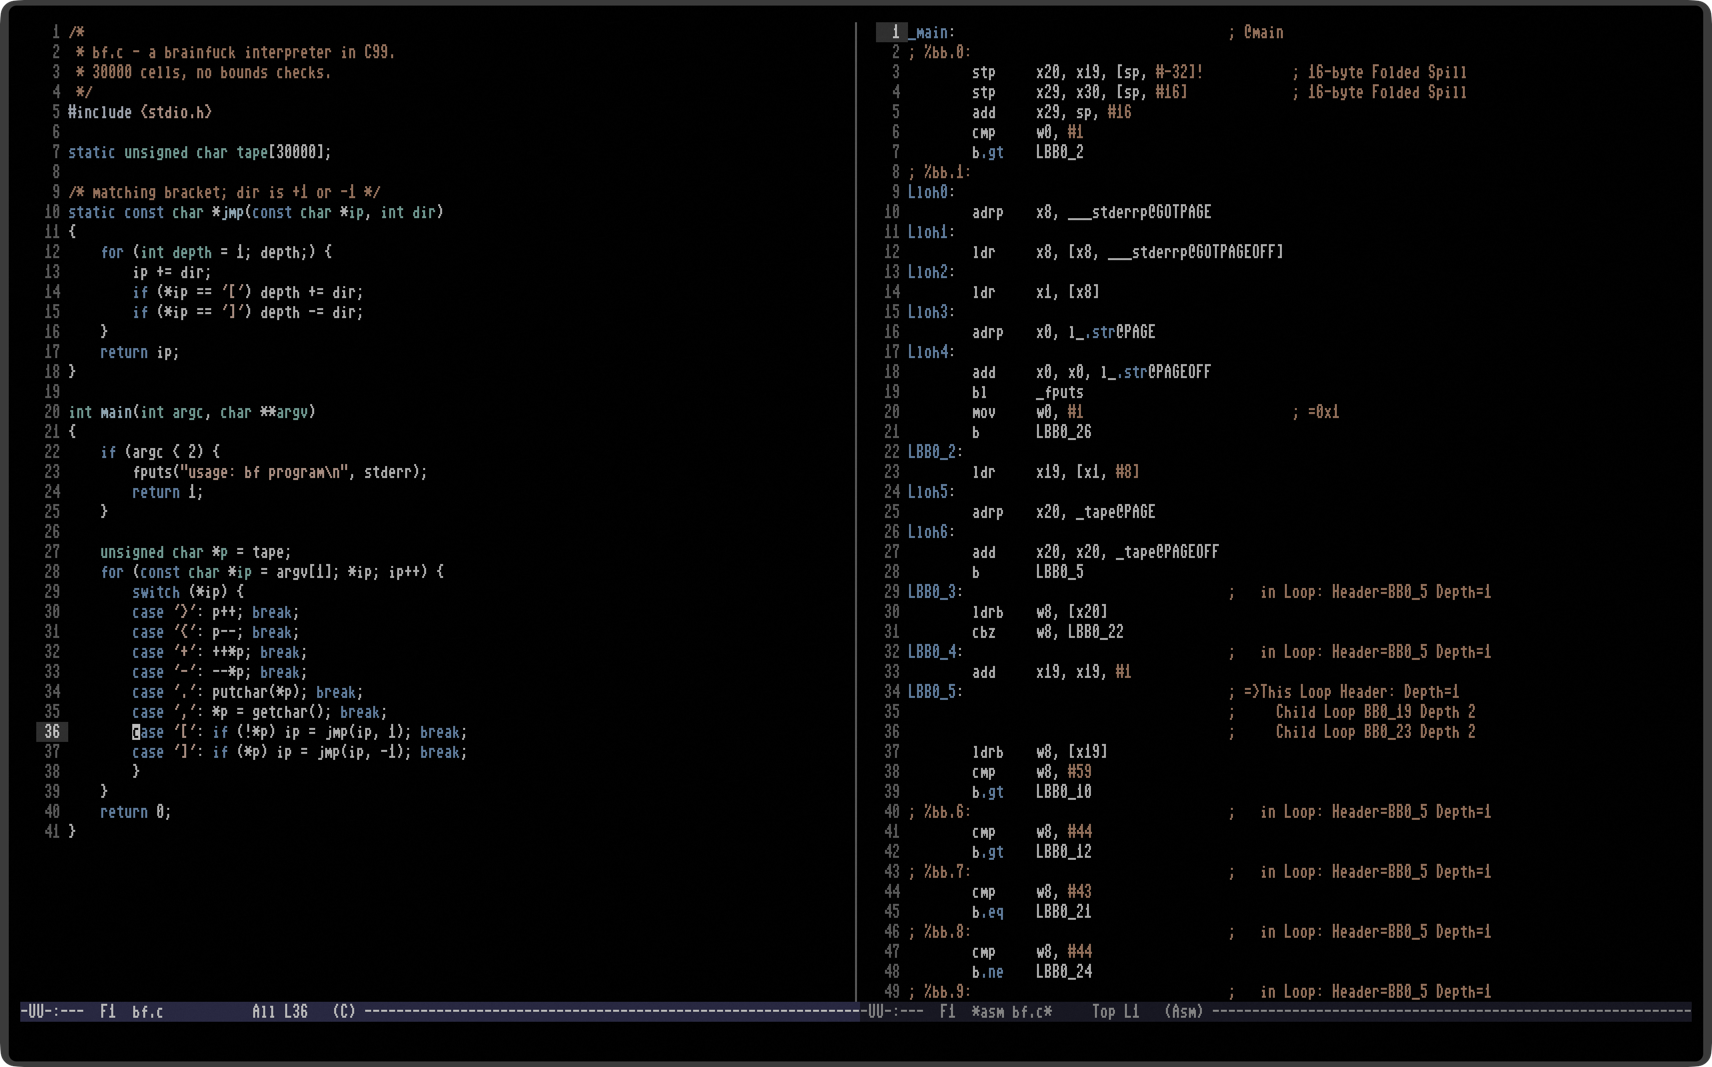 1 /*
2  * bf.c - a brainfuck interpreter in C99.
3  * 30000 cells, no bounds checks.
4  */
5 #include <stdio.h>
6
7 static unsigned char tape[30000];
8
9 /* matching bracket; dir is +1 or -1 */
10 static const char *jmp(const char *ip, int dir)
11 {
12     for (int depth = 1; depth;) {
13         ip += dir;
14         if (*ip == '[') depth += dir;
15         if (*ip == ']') depth -= dir;
16     }
17     return ip;
18 }
19
20 int main(int argc, char **argv)
21 {
22     if (argc < 2) {
23         fputs("usage: bf program\n", stderr);
24         return 1;
25     }
26
27     unsigned char *p = tape;
28     for (const char *ip = argv[1]; *ip; ip++) {
29         switch (*ip) {
30         case '>': p++; break;
31         case '<': p--; break;
32         case '+': ++*p; break;
33         case '-': --*p; break;
34         case '.': putchar(*p); break;
35         case ',': *p = getchar(); break;
36         case '[': if (!*p) ip = jmp(ip, 1); break;
37         case ']': if (*p) ip = jmp(ip, -1); break;
38         }
39     }
40     return 0;
41 }
-UU-:---  F1  bf.c           All L36   (C) --------------------------------------------------------------
1 _main:                                  ; @main
2 ; %bb.0:
3         stp     x20, x19, [sp, #-32]!           ; 16-byte Folded Spill
4         stp     x29, x30, [sp, #16]             ; 16-byte Folded Spill
5         add     x29, sp, #16
6         cmp     w0, #1
7         b.gt    LBB0_2
8 ; %bb.1:
9 Lloh0:
10         adrp    x8, ___stderrp@GOTPAGE
11 Lloh1:
12         ldr     x8, [x8, ___stderrp@GOTPAGEOFF]
13 Lloh2:
14         ldr     x1, [x8]
15 Lloh3:
16         adrp    x0, l_.str@PAGE
17 Lloh4:
18         add     x0, x0, l_.str@PAGEOFF
19         bl      _fputs
20         mov     w0, #1                          ; =0x1
21         b       LBB0_26
22 LBB0_2:
23         ldr     x19, [x1, #8]
24 Lloh5:
25         adrp    x20, _tape@PAGE
26 Lloh6:
27         add     x20, x20, _tape@PAGEOFF
28         b       LBB0_5
29 LBB0_3:                                 ;   in Loop: Header=BB0_5 Depth=1
30         ldrb    w8, [x20]
31         cbz     w8, LBB0_22
32 LBB0_4:                                 ;   in Loop: Header=BB0_5 Depth=1
33         add     x19, x19, #1
34 LBB0_5:                                 ; =>This Loop Header: Depth=1
35                                         ;     Child Loop BB0_19 Depth 2
36                                         ;     Child Loop BB0_23 Depth 2
37         ldrb    w8, [x19]
38         cmp     w8, #59
39         b.gt    LBB0_10
40 ; %bb.6:                                ;   in Loop: Header=BB0_5 Depth=1
41         cmp     w8, #44
42         b.gt    LBB0_12
43 ; %bb.7:                                ;   in Loop: Header=BB0_5 Depth=1
44         cmp     w8, #43
45         b.eq    LBB0_21
46 ; %bb.8:                                ;   in Loop: Header=BB0_5 Depth=1
47         cmp     w8, #44
48         b.ne    LBB0_24
49 ; %bb.9:                                ;   in Loop: Header=BB0_5 Depth=1
-UU-:---  F1  *asm bf.c*     Top L1   (Asm) ------------------------------------------------------------